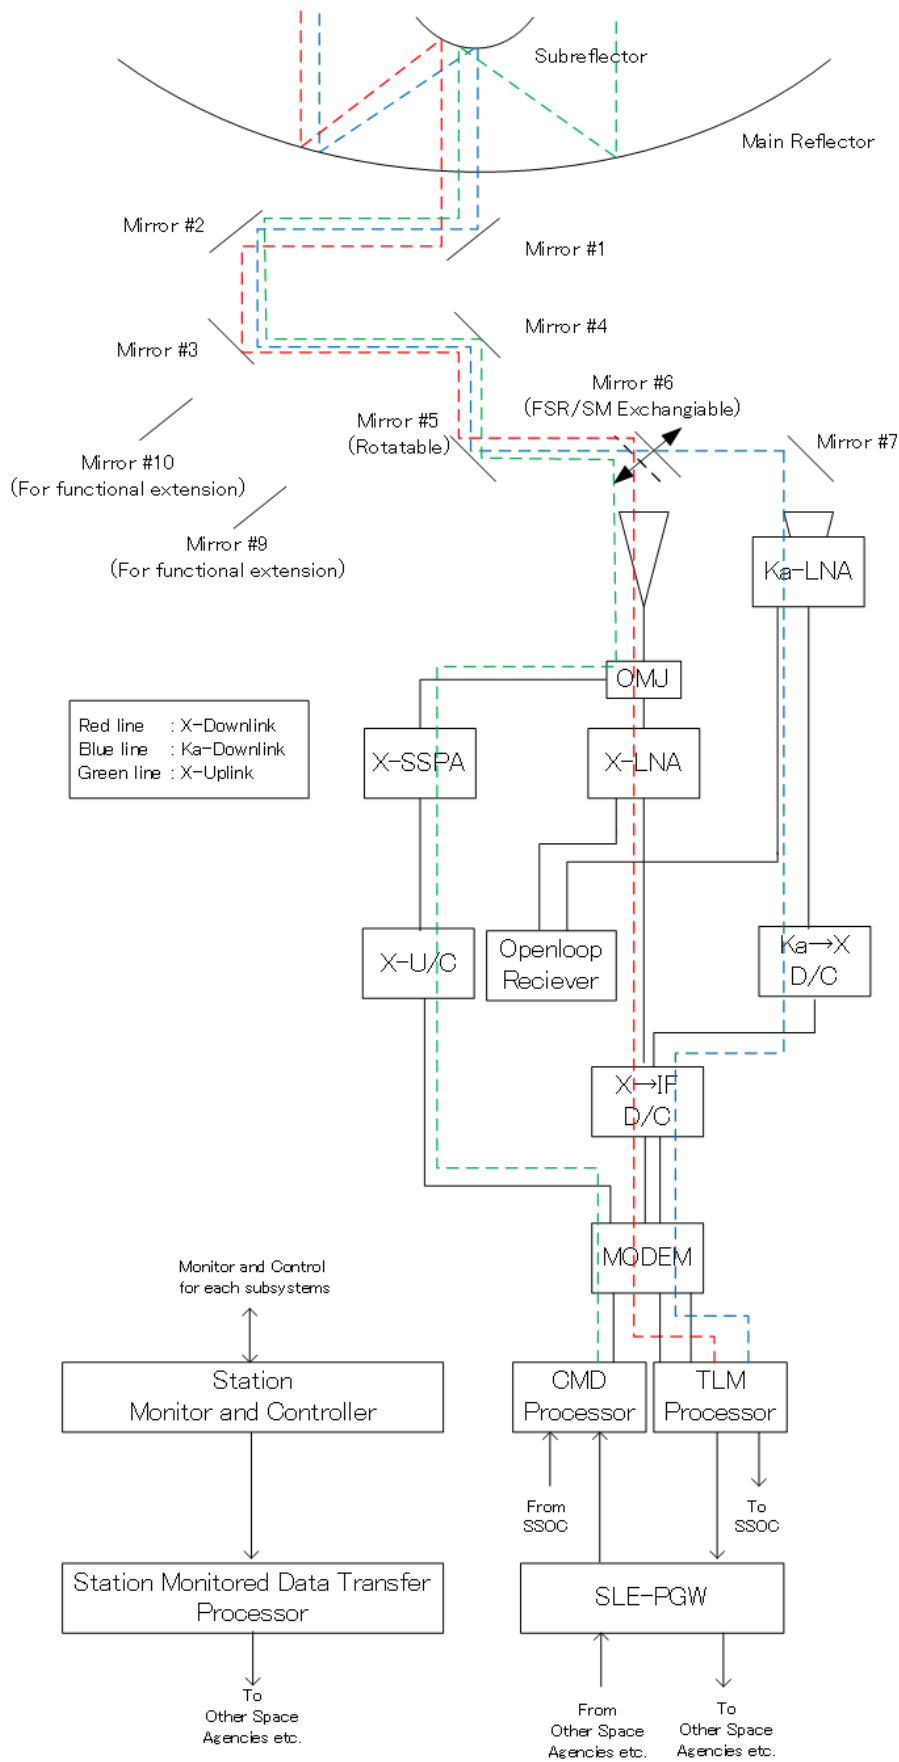 Subreflector
Main Reflector
Mirror #2
Mirror #1
Mirror #4
Mirror #3
Mirror #6
(FSR/SM Exchangiable)
Mirror #5
(Rotatable)
Mirror #7
Mirror #10
(For functional extension)
Mirror #9
(For functional extension)
Ka-LNA
OMJ
Red line : X-Downlink
Blue line : Ka-Downlink
Green line : X-Uplink
X-SSPA
X-LNA
X-U/C
Openloop
Reciever
Ka→X
D/C
X→IF
D/C
MODEM
Monitor and Control
for each subsystems
Station
Monitor and Controller
CMD
Processor
TLM
Processor
From
SSOC
To
SSOC
Station Monitored Data Transfer
Processor
SLE-PGW
To
Other Space
Agencies etc.
From
Other Space
Agencies etc.
To
Other Space
Agencies etc.